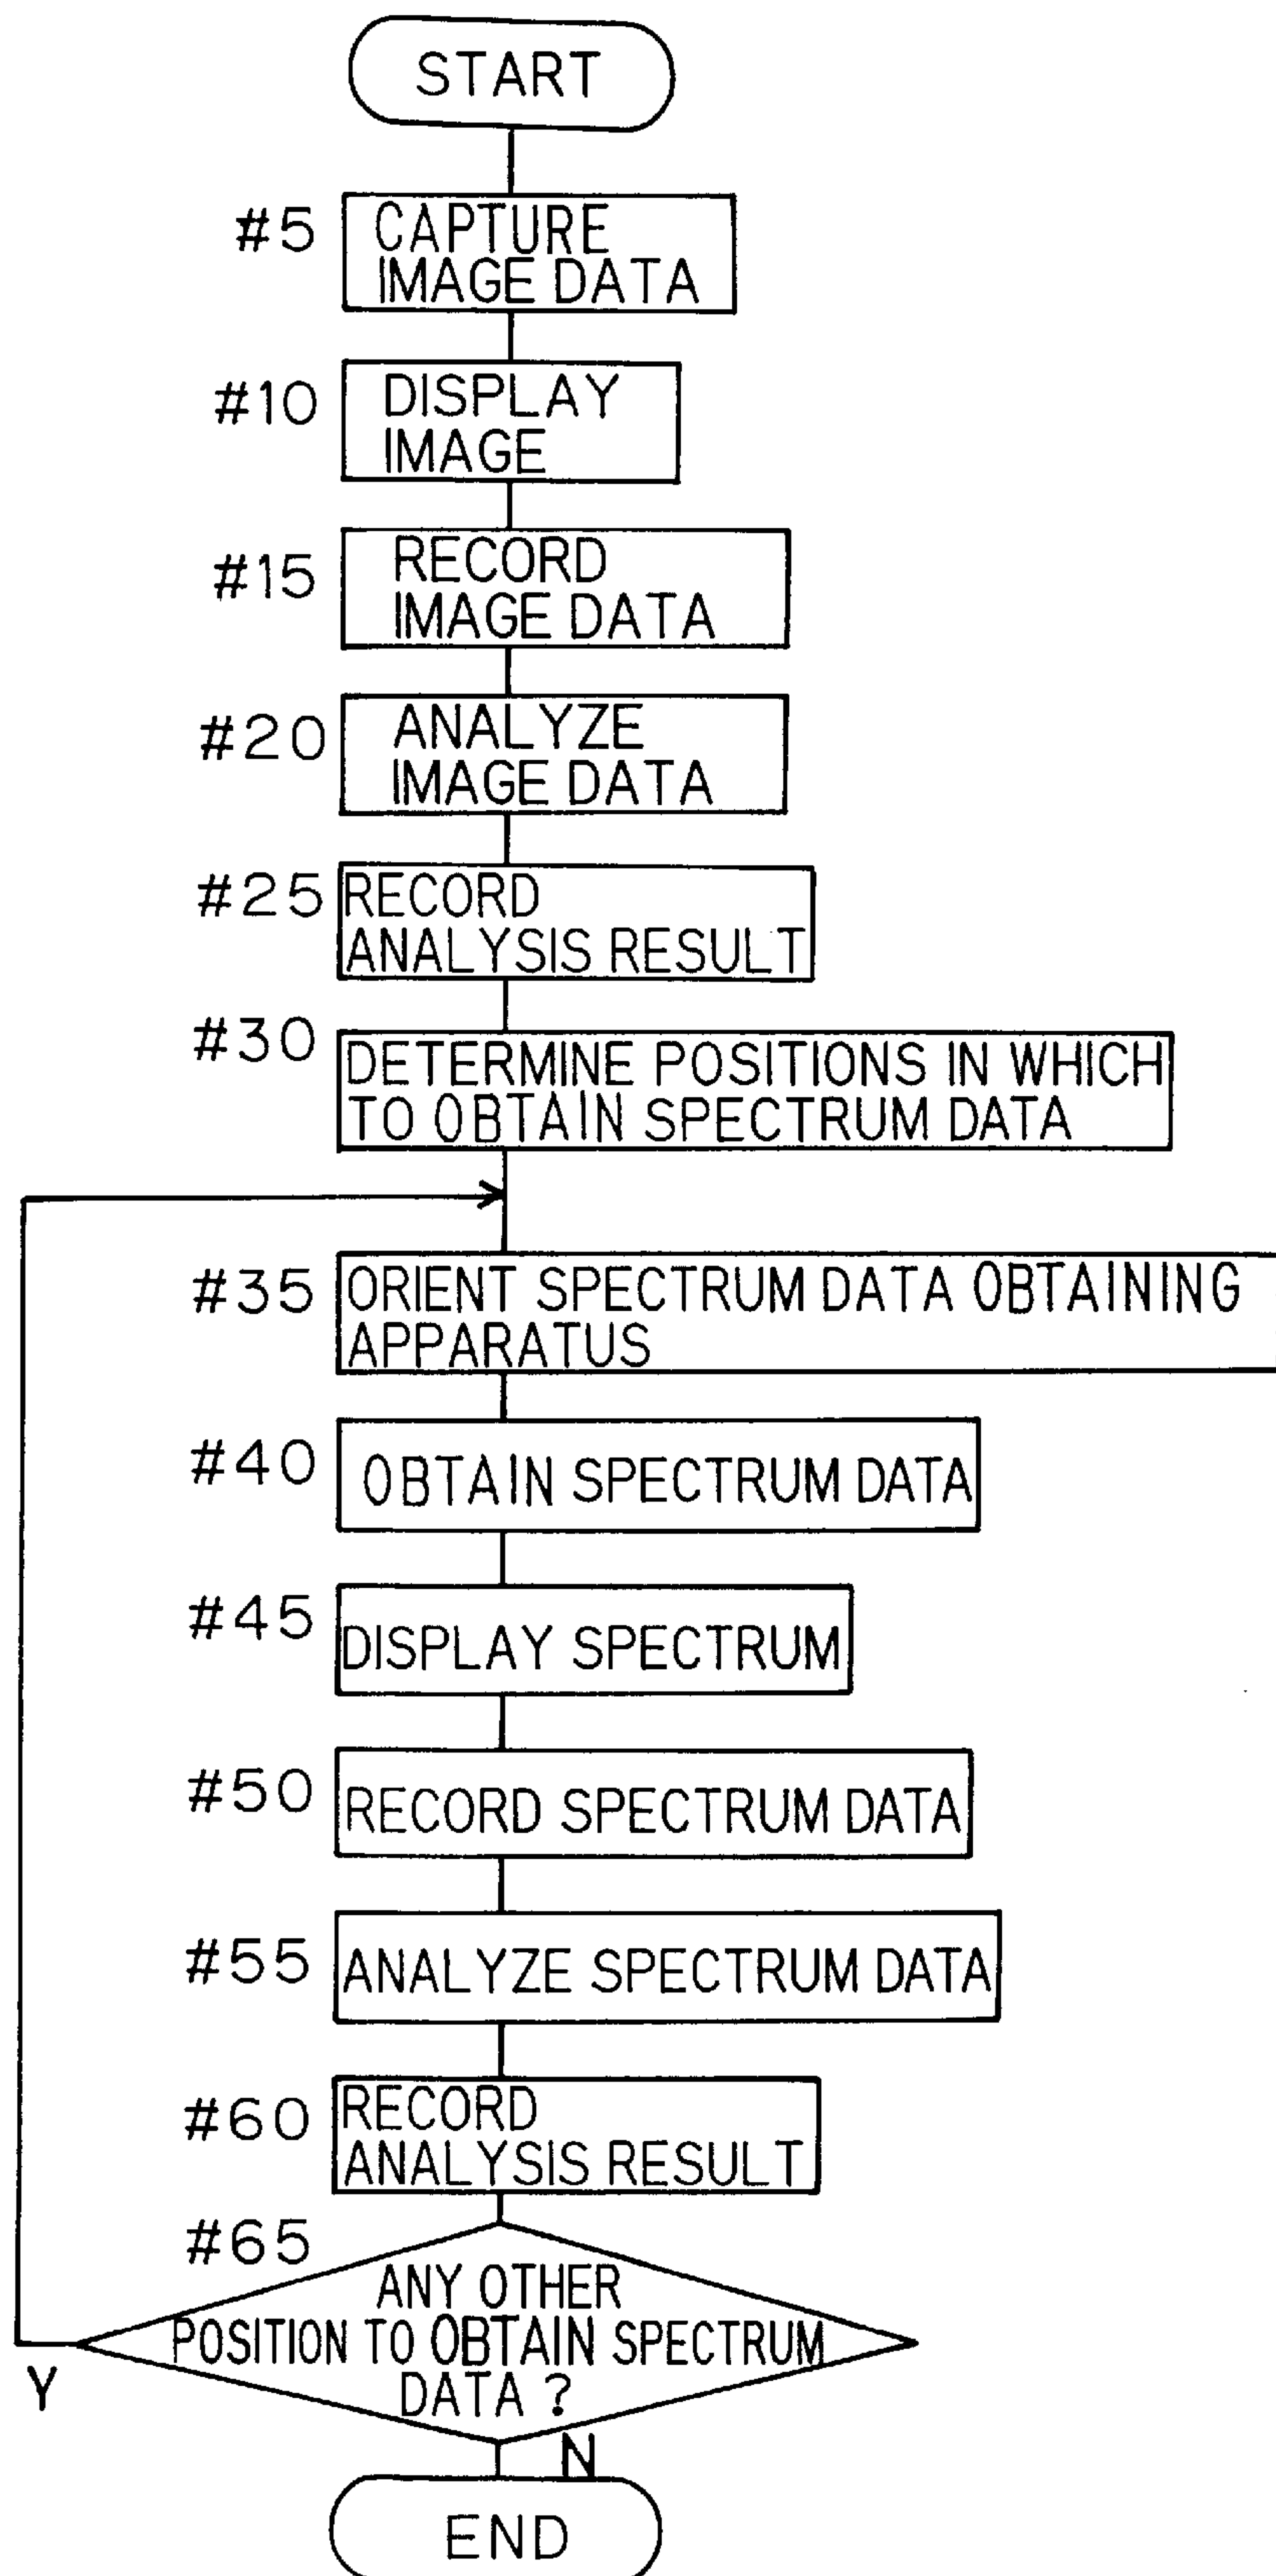 START
#5
CAPTURE
IMAGE DATA
#10
DISPLAY
IMAGE
#15
RECORD
IMAGE DATA
#20
ANALYZE
IMAGE DATA
#25
RECORD
ANALYSIS RESULT
#30
DETERMINE POSITIONS IN WHICH
TO OBTAIN SPECTRUM DATA
#35
ORIENT SPECTRUM DATA OBTAINING
APPARATUS
#40
OBTAIN SPECTRUM DATA
#45
DISPLAY SPECTRUM
#50
RECORD SPECTRUM DATA
#55
ANALYZE SPECTRUM DATA
#60
RECORD
ANALYSIS RESULT
#65
ANY OTHER
POSITION TO OBTAIN SPECTRUM
DATA ?
Y
N
END